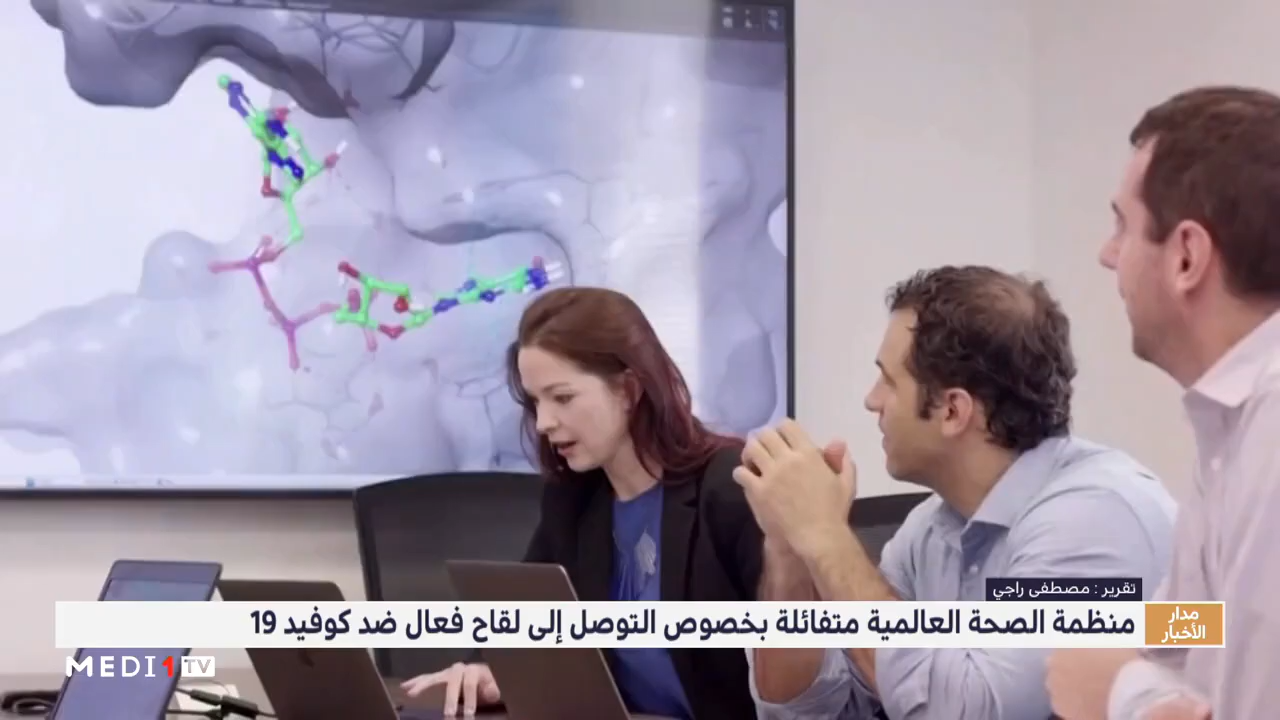 تقرير : مصطفى راجي
مدار
الأخبار
منظمة الصحة العالمية متفائلة بخصوص التوصل إلى لقاح فعال ضد كوفيد 19
MEDI1TV